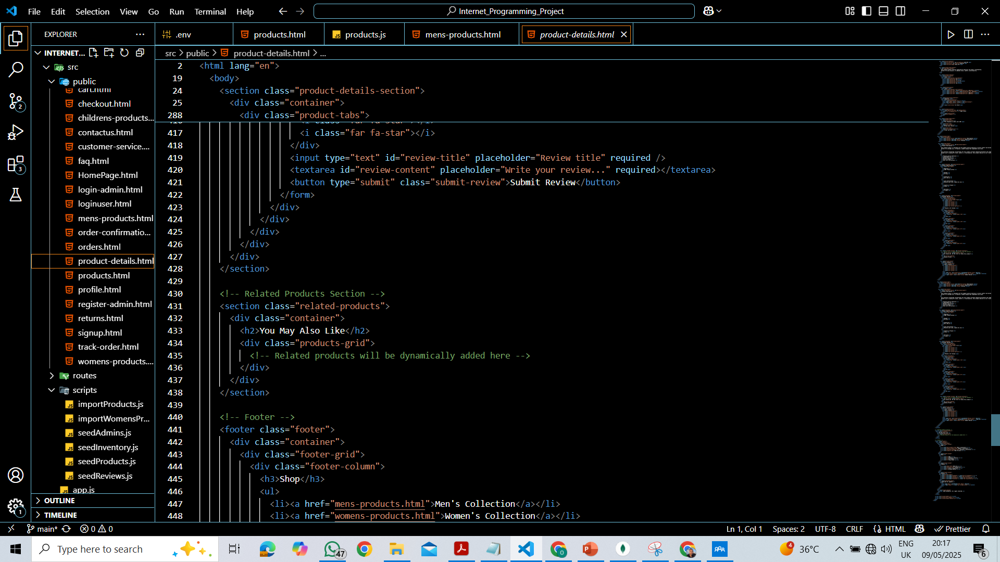 File Edit Selection View Go Run Terminal Help
Internet_Programming_Project
EXPLORER
.env
products.html
products.js
mens-products.html
product-details.html
INTERNET...
src
public
cart.html
checkout.html
childrens-products...
contactus.html
customer-service....
faq.html
HomePage.html
login-admin.html
loginuser.html
mens-products.html
order-confirmatio...
orders.html
product-details.html
products.html
profile.html
register-admin.html
returns.html
signup.html
track-order.html
womens-products....
routes
scripts
importProducts.js
importWomensPr...
seedAdmins.js
seedInventory.js
seedProducts.js
seedReviews.js
app.js
OUTLINE
TIMELINE
src > public > product-details.html > ...
2 <html lang="en">
19 <body>
24 <section class="product-details-section">
25 <div class="container">
288 <div class="product-tabs">
416 <i class="far fa-star"></i>
417 <i class="far fa-star"></i>
418 </div>
419 <input type="text" id="review-title" placeholder="Review title" required />
420 <textarea id="review-content" placeholder="Write your review..." required></textarea>
421 <button type="submit" class="submit-review">Submit Review</button>
422 </form>
423 </div>
424 </div>
425 </div>
426 </div>
427 </div>
428 </section>
429
430 <!-- Related Products Section -->
431 <section class="related-products">
432 <div class="container">
433 <h2>You May Also Like</h2>
434 <div class="products-grid">
435 <!-- Related products will be dynamically added here -->
436 </div>
437 </div>
438 </section>
439
440 <!-- Footer -->
441 <footer class="footer">
442 <div class="container">
443 <div class="footer-grid">
444 <div class="footer-column">
445 <h3>Shop</h3>
446 <ul>
447 <li><a href="mens-products.html">Men's Collection</a></li>
448 <li><a href="womens-products.html">Women's Collection</a></li>
2
3
1
main* 0 0
Ln 1, Col 1 Spaces: 2 UTF-8 CRLF HTML Prettier
Type here to search
47
4
36°C
ENG
UK
20:17
09/05/2025
6